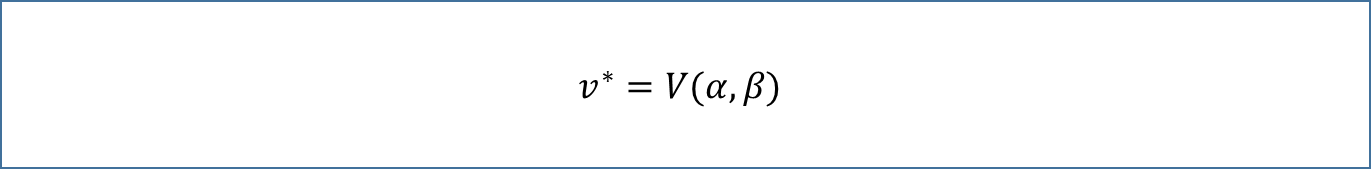 𝑣* = 𝑉(𝛼, 𝛽)